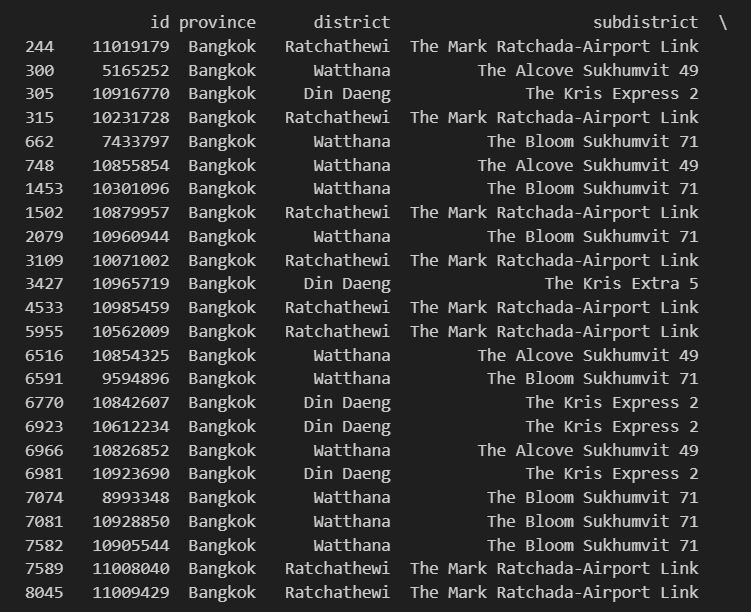 id province district subdistrict \
244 11019179 Bangkok Ratchathewi The Mark Ratchada-Airport Link
300 5165252 Bangkok Watthana The Alcove Sukhumvit 49
305 10916770 Bangkok Din Daeng The Kris Express 2
315 10231728 Bangkok Ratchathewi The Mark Ratchada-Airport Link
662 7433797 Bangkok Watthana The Bloom Sukhumvit 71
748 10855854 Bangkok Watthana The Alcove Sukhumvit 49
1453 10301096 Bangkok Watthana The Bloom Sukhumvit 71
1502 10879957 Bangkok Ratchathewi The Mark Ratchada-Airport Link
2079 10960944 Bangkok Watthana The Bloom Sukhumvit 71
3109 10071002 Bangkok Ratchathewi The Mark Ratchada-Airport Link
3427 10965719 Bangkok Din Daeng The Kris Extra 5
4533 10985459 Bangkok Ratchathewi The Mark Ratchada-Airport Link
5955 10562009 Bangkok Ratchathewi The Mark Ratchada-Airport Link
6516 10854325 Bangkok Watthana The Alcove Sukhumvit 49
6591 9594896 Bangkok Watthana The Bloom Sukhumvit 71
6770 10842607 Bangkok Din Daeng The Kris Express 2
6923 10612234 Bangkok Din Daeng The Kris Express 2
6966 10826852 Bangkok Watthana The Alcove Sukhumvit 49
6981 10923690 Bangkok Din Daeng The Kris Express 2
7074 8993348 Bangkok Watthana The Bloom Sukhumvit 71
7081 10928850 Bangkok Watthana The Bloom Sukhumvit 71
7582 10905544 Bangkok Watthana The Bloom Sukhumvit 71
7589 11008040 Bangkok Ratchathewi The Mark Ratchada-Airport Link
8045 11009429 Bangkok Ratchathewi The Mark Ratchada-Airport Link